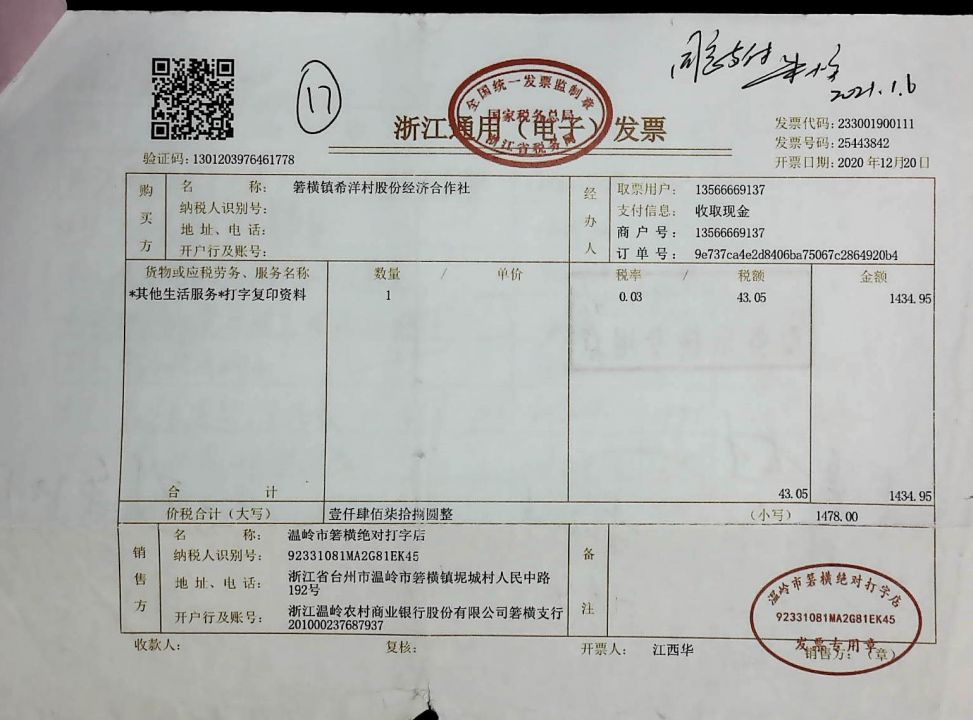 17
同意支付
2021.1.6
全国统一发票监制章
国家税务总局
浙江省税务局
浙江通用(电子)发票
验证码: 1301203976461778
发票代码: 233001900111
发票号码: 25443842
开票日期: 2020 年12月20日
购买方
名 称: 箬横镇希洋村股份经济合作社
纳税人识别号:
地 址、电 话:
开户行及账号:
经办人
取票用户: 13566669137
支付信息: 收取现金
商 户 号: 13566669137
订 单 号: 9e737ca4e2d8406ba75067c2864920b4
货物或应税劳务、服务名称 数量 / 单价 税率 / 税额 金额
*其他生活服务*打字复印资料 1 0.03 43.05 1434.95
合 计 43.05 1434.95
价税合计(大写) 壹仟肆佰柒拾捌圆整 (小写) 1478.00
销售方
名 称: 温岭市箬横绝对打字店
纳税人识别号: 92331081MA2G81EK45
地 址、电 话: 浙江省台州市温岭市箬横镇坭城村人民中路
192号
开户行及账号: 浙江温岭农村商业银行股份有限公司箬横支行
201000237687937
备注
温岭市箬横绝对打字店
92331081MA2G81EK45
发票专用章
收款人: 复核: 开票人: 江西华 销售方: (章)